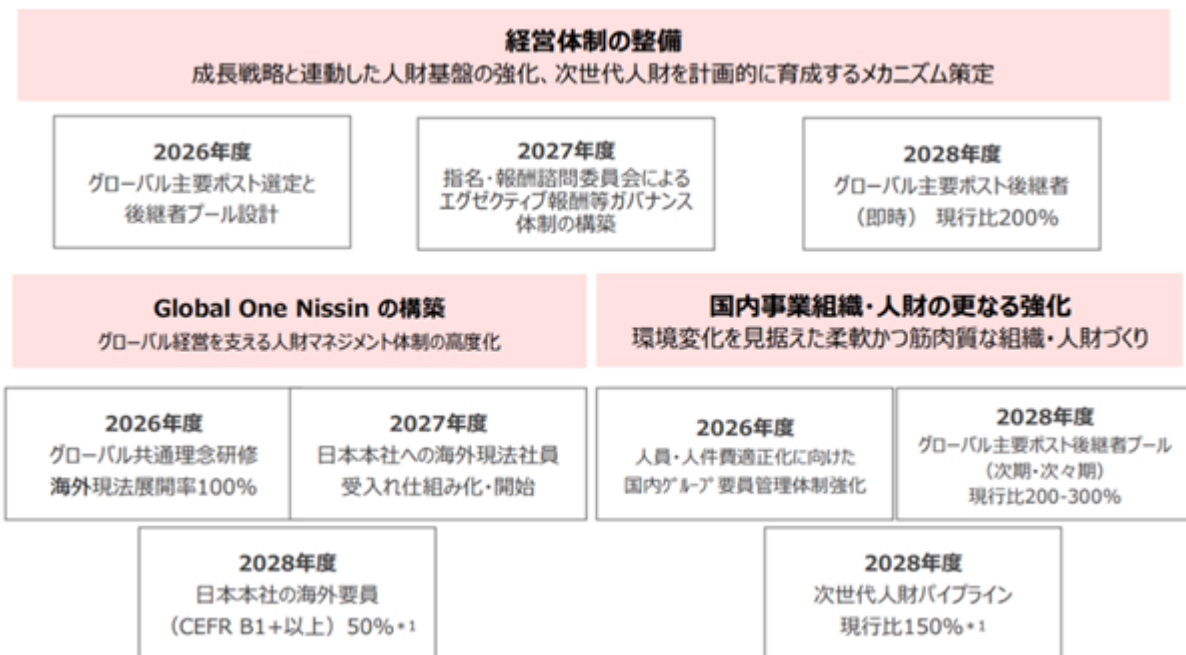 経営体制の整備
成長戦略と連動した人財基盤の強化、次世代人財を計画的に育成するメカニズム策定
2026年度
グローバル主要ポスト選定と
後継者プール設計
2027年度
指名・報酬諮問委員会による
エグゼクティブ報酬等ガバナンス
体制の構築
2028年度
グローバル主要ポスト後継者
（即時） 現行比200%
Global One Nissin の構築
グローバル経営を支える人財マネジメント体制の高度化
2026年度
グローバル共通理念研修
海外現法展開率100%
2027年度
日本本社への海外現法社員
受入れ仕組み化・開始
2028年度
日本本社の海外要員
（CEFR B1+以上）50%*1
国内事業組織・人財の更なる強化
環境変化を見据えた柔軟かつ筋肉質な組織・人財づくり
2026年度
人員・人件費適正化に向けた
国内ｸﾞﾙｰﾌﾟ要員管理体制強化
2028年度
グローバル主要ポスト後継者プール
（次期・次々期）
現行比200-300%
2028年度
次世代人財パイプライン
現行比150%*1